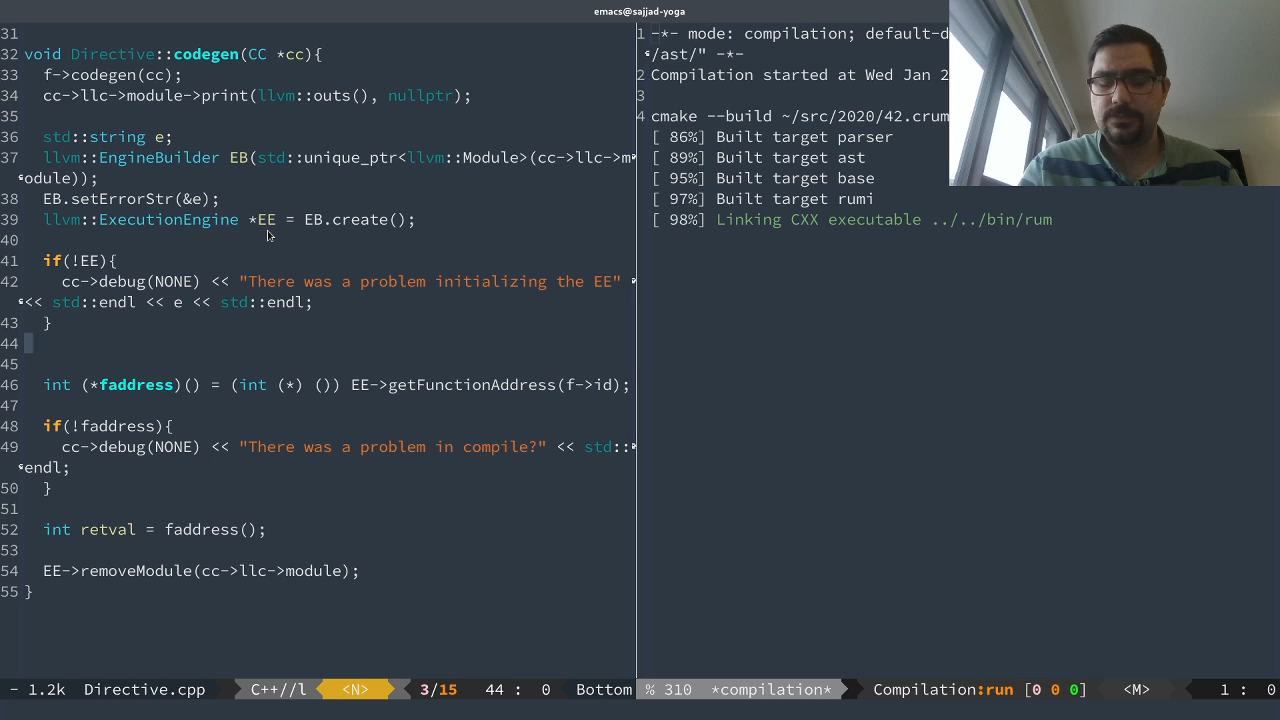 emacs@sajjad-yoga
31
32 void Directive::codegen(CC *cc){
33 f->codegen(cc);
34 cc->llc->module->print(llvm::outs(), nullptr);
35
36 std::string e;
37 llvm::EngineBuilder EB(std::unique_ptr<llvm::Module>(cc->llc->m
odule));
38 EB.setErrorStr(&e);
39 llvm::ExecutionEngine *EE = EB.create();
40
41 if(!EE){
42 cc->debug(NONE) << "There was a problem initializing the EE"
<< std::endl << e << std::endl;
43 }
44
45
46 int (*faddress)() = (int (*) ()) EE->getFunctionAddress(f->id);
47
48 if(!faddress){
49 cc->debug(NONE) << "There was a problem in compile?" << std::
endl;
50 }
51
52 int retval = faddress();
53
54 EE->removeModule(cc->llc->module);
55 }
- 1.2k Directive.cpp C++//l <N> 3/15 44 : 0 Bottom
1 -*- mode: compilation; default-d
/ast/" -*-
2 Compilation started at Wed Jan 2
3
4 cmake --build ~/src/2020/42.crum
[ 86%] Built target parser
[ 89%] Built target ast
[ 95%] Built target base
[ 97%] Built target rumi
[ 98%] Linking CXX executable ../../bin/rum
% 310 *compilation* Compilation:run [0 0 0] <M> 1 : 0